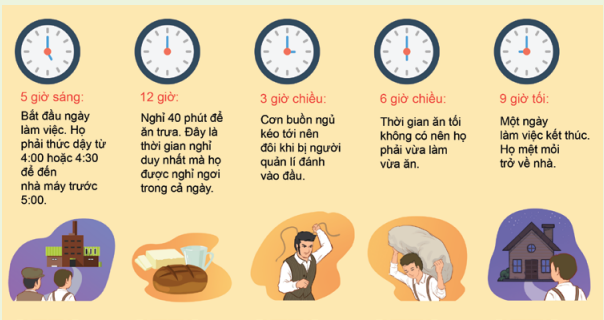 5 giờ sáng:
Bắt đầu ngày
làm việc. Họ
phải thức dậy từ
4:00 hoặc 4:30
để đến
nhà máy trước
5:00.
12 giờ:
Nghỉ 40 phút để
ăn trưa. Đây là
thời gian nghỉ
duy nhất mà họ
được nghỉ ngơi
trong cả ngày.
3 giờ chiều:
Cơn buồn ngủ
kéo tới nên
đôi khi bị người
quản lí đánh
vào đầu.
6 giờ chiều:
Thời gian ăn tối
không có nên họ
phải vừa làm
vừa ăn.
9 giờ tối:
Một ngày
làm việc kết thúc.
Họ mệt mỏi
trở về nhà.